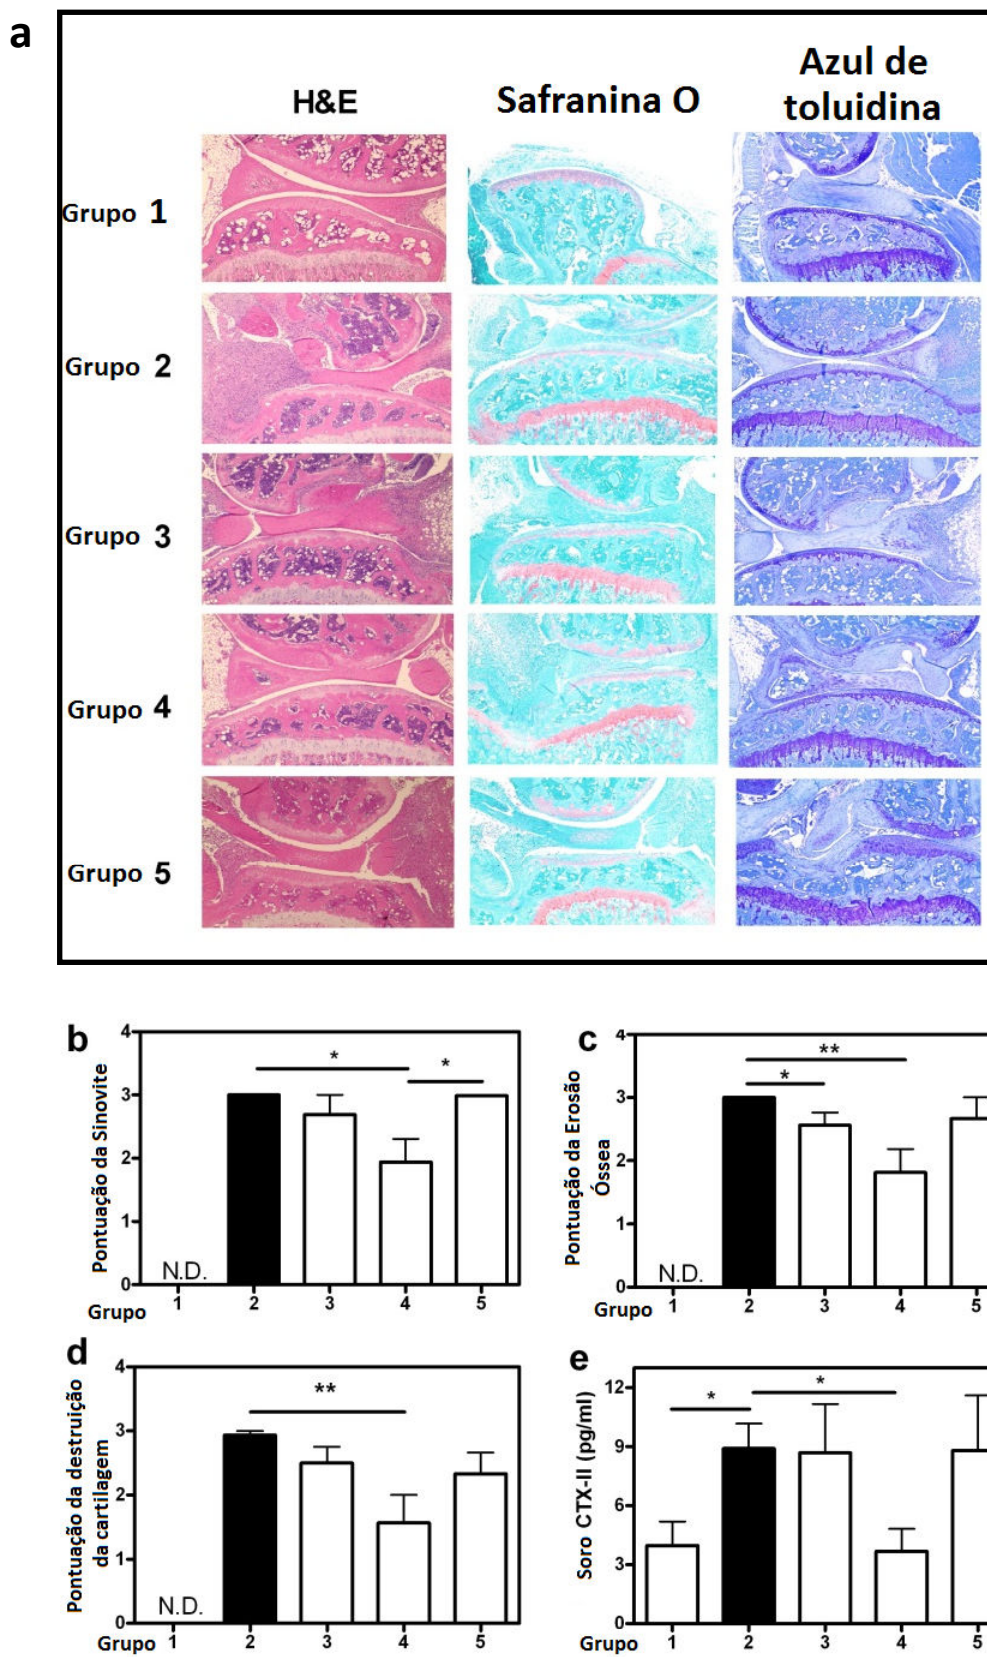 a
H&E
Safranina O
Azul de
toluidina
Grupo 1
Grupo 2
Grupo 3
Grupo 4
Grupo 5
b
Pontuação da Sinovite
4
3
2
1
0
*
*
N.D.
Grupo
1 2 3 4 5
c
Pontuação da Erosão
Óssea
4
3
2
1
0
**
*
N.D.
Grupo
1 2 3 4 5
d
Pontuação da destruição
da cartilagem
4
3
2
1
0
**
N.D.
Grupo
1 2 3 4 5
e
Soro CTX-II (pg/ml)
12
9
6
3
0
*
*
Grupo
1 2 3 4 5